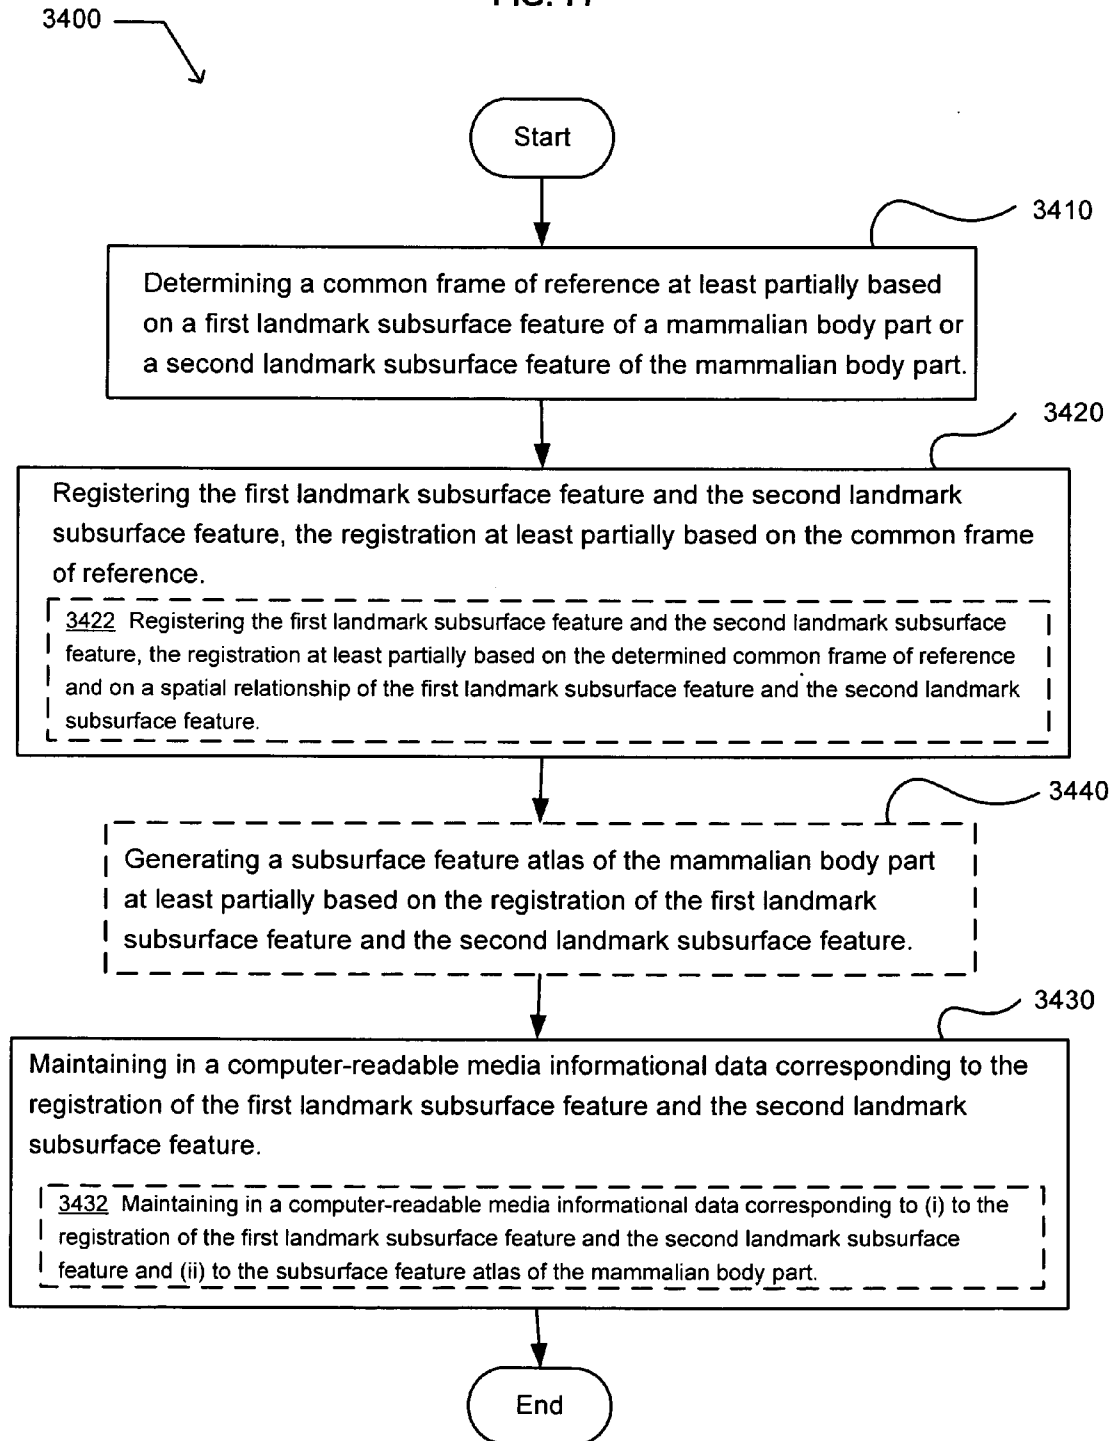 3400
Start
3410
Determining a common frame of reference at least partially based
on a first landmark subsurface feature of a mammalian body part or
a second landmark subsurface feature of the mammalian body part.
3420
Registering the first landmark subsurface feature and the second landmark
subsurface feature, the registration at least partially based on the common frame
of reference.
3422 Registering the first landmark subsurface feature and the second landmark subsurface
feature, the registration at least partially based on the determined common frame of reference
and on a spatial relationship of the first landmark subsurface feature and the second landmark
subsurface feature.
3440
Generating a subsurface feature atlas of the mammalian body part
at least partially based on the registration of the first landmark
subsurface feature and the second landmark subsurface feature.
3430
Maintaining in a computer-readable media informational data corresponding to the
registration of the first landmark subsurface feature and the second landmark
subsurface feature.
3432 Maintaining in a computer-readable media informational data corresponding to (i) to the
registration of the first landmark subsurface feature and the second landmark subsurface
feature and (ii) to the subsurface feature atlas of the mammalian body part.
End